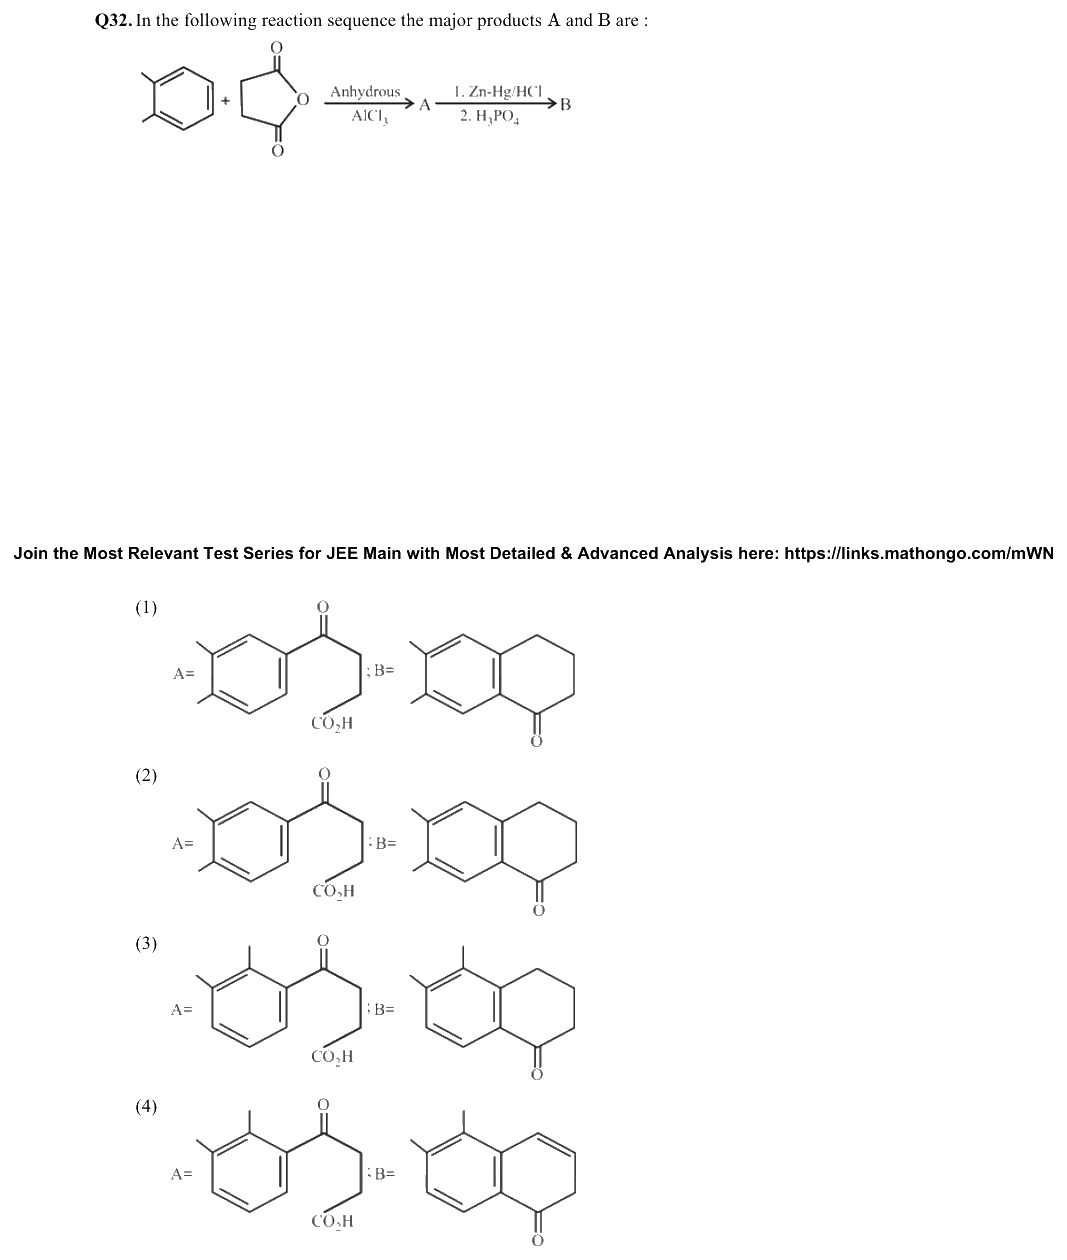 Q32. In the following reaction sequence the major products A and B are :
O
+ O Anhydrous A 1. Zn-Hg/HCl B
AlCl₃ 2. H₃PO₄
O
Join the Most Relevant Test Series for JEE Main with Most Detailed & Advanced Analysis here: https://links.mathongo.com/mWN
(1)
O
A= ; B=
CO₂H
O
(2)
O
A= ; B=
CO₂H
O
(3)
O
A= ; B=
CO₂H
O
(4)
O
A= ; B=
CO₂H
O